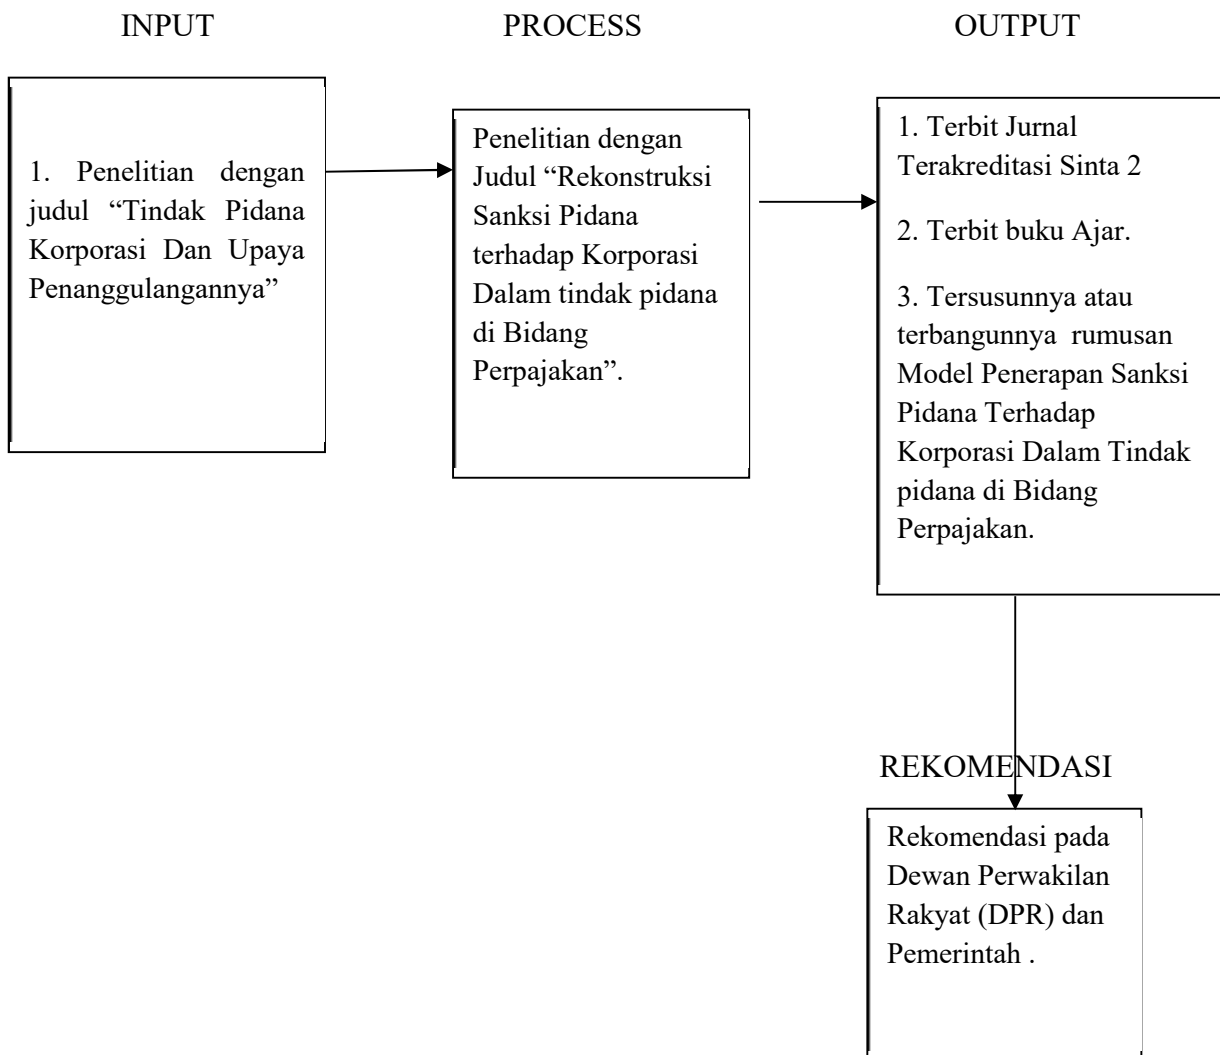 INPUT
PROCESS
OUTPUT
1. Penelitian dengan
judul “Tindak Pidana
Korporasi Dan Upaya
Penanggulangannya”
Penelitian dengan
Judul “Rekonstruksi
Sanksi Pidana
terhadap Korporasi
Dalam tindak pidana
di Bidang
Perpajakan”.
1. Terbit Jurnal
Terakreditasi Sinta 2
2. Terbit buku Ajar.
3. Tersusunnya atau
terbangunnya rumusan
Model Penerapan Sanksi
Pidana Terhadap
Korporasi Dalam Tindak
pidana di Bidang
Perpajakan.
REKOMENDASI
Rekomendasi pada
Dewan Perwakilan
Rakyat (DPR) dan
Pemerintah .